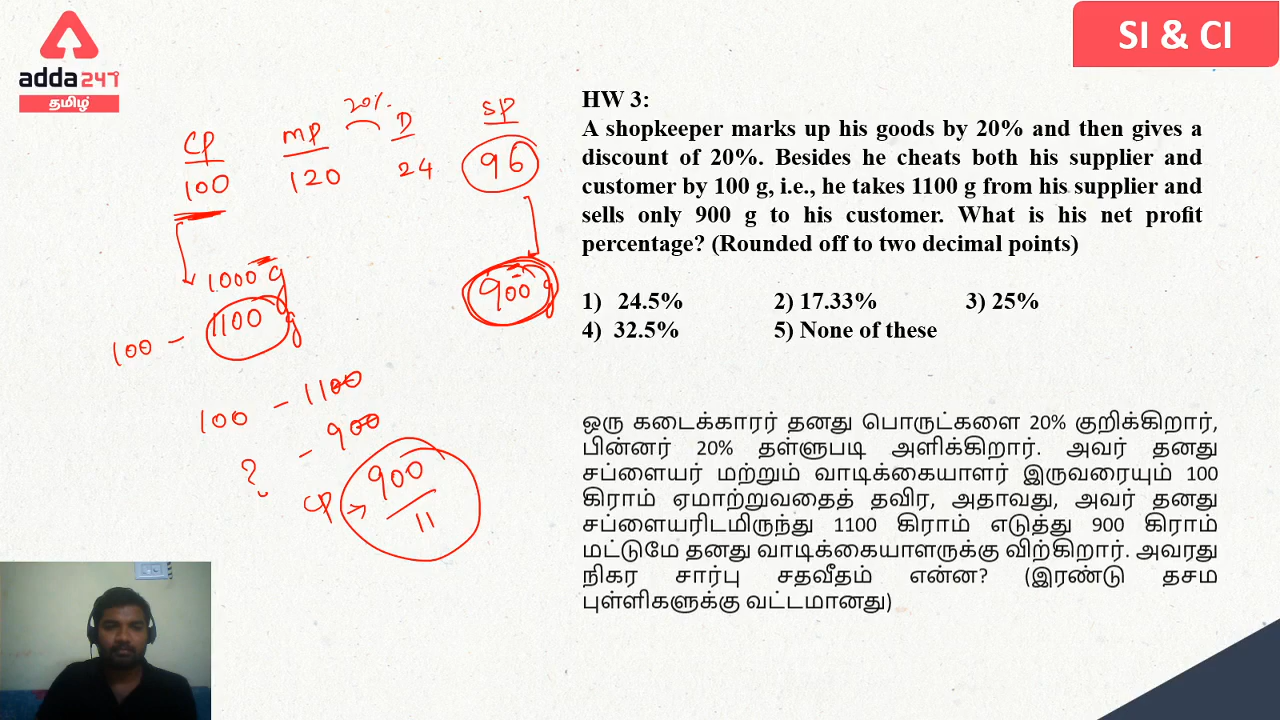 SI & CI
adda247
தமிழ்
CP
100
MP
120
20%
D
24
SP
96
1000 g
100 - 1100 g
900 g
100 - 1100
? - 900
CP → 900
11
HW 3:
A shopkeeper marks up his goods by 20% and then gives a
discount of 20%. Besides he cheats both his supplier and
customer by 100 g, i.e., he takes 1100 g from his supplier and
sells only 900 g to his customer. What is his net profit
percentage? (Rounded off to two decimal points)
1) 24.5% 2) 17.33% 3) 25%
4) 32.5% 5) None of these
ஒரு கடைக்காரர் தனது பொருட்களை 20% குறிக்கிறார்,
பின்னர் 20% தள்ளுபடி அளிக்கிறார். அவர் தனது
சப்ளையர் மற்றும் வாடிக்கையாளர் இருவரையும் 100
கிராம் ஏமாற்றுவதைத் தவிர, அதாவது, அவர் தனது
சப்ளையரிடமிருந்து 1100 கிராம் எடுத்து 900 கிராம்
மட்டுமே தனது வாடிக்கையாளருக்கு விற்கிறார். அவரது
நிகர சார்பு சதவீதம் என்ன? (இரண்டு தசம
புள்ளிகளுக்கு வட்டமானது)